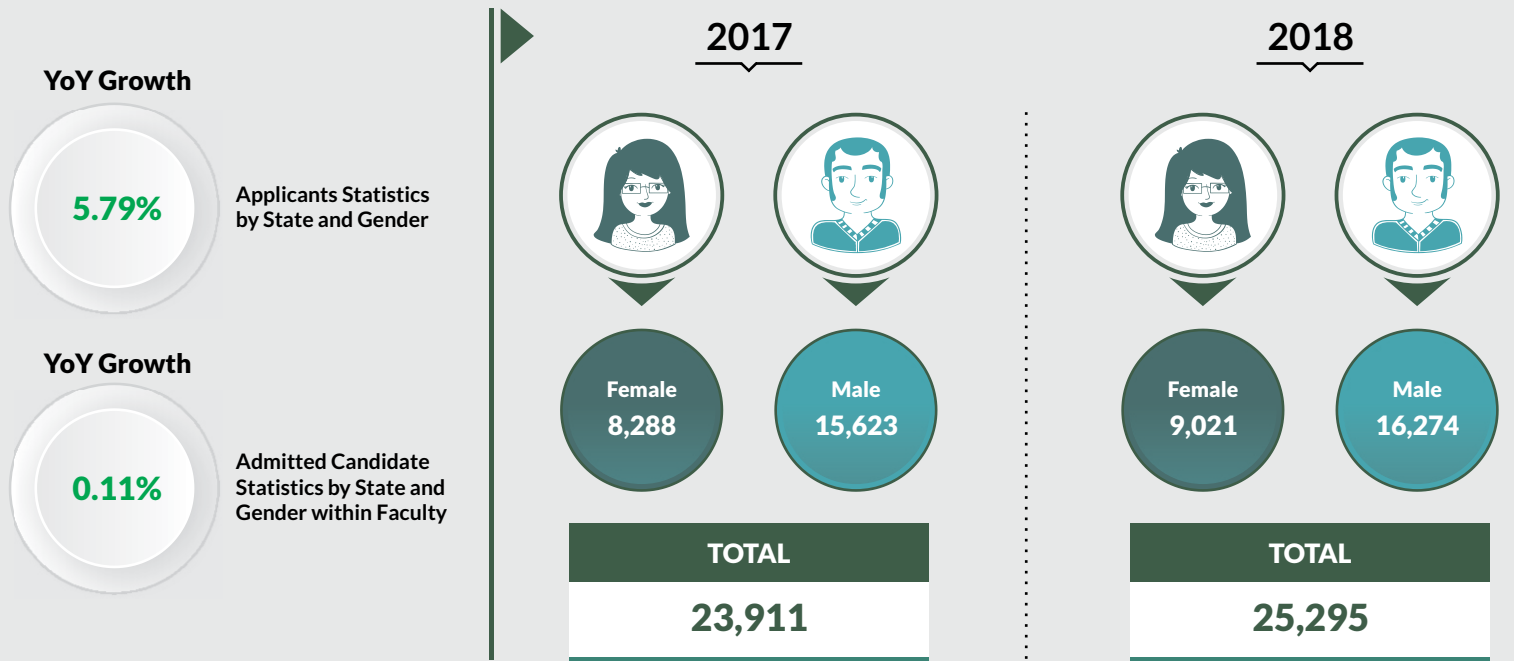 YoY Growth
5.79%
Applicants Statistics
by State and Gender
YoY Growth
0.11%
Admitted Candidate
Statistics by State and
Gender within Faculty
2017
Female
8,288
Male
15,623
TOTAL
23,911
2018
Female
9,021
Male
16,274
TOTAL
25,295